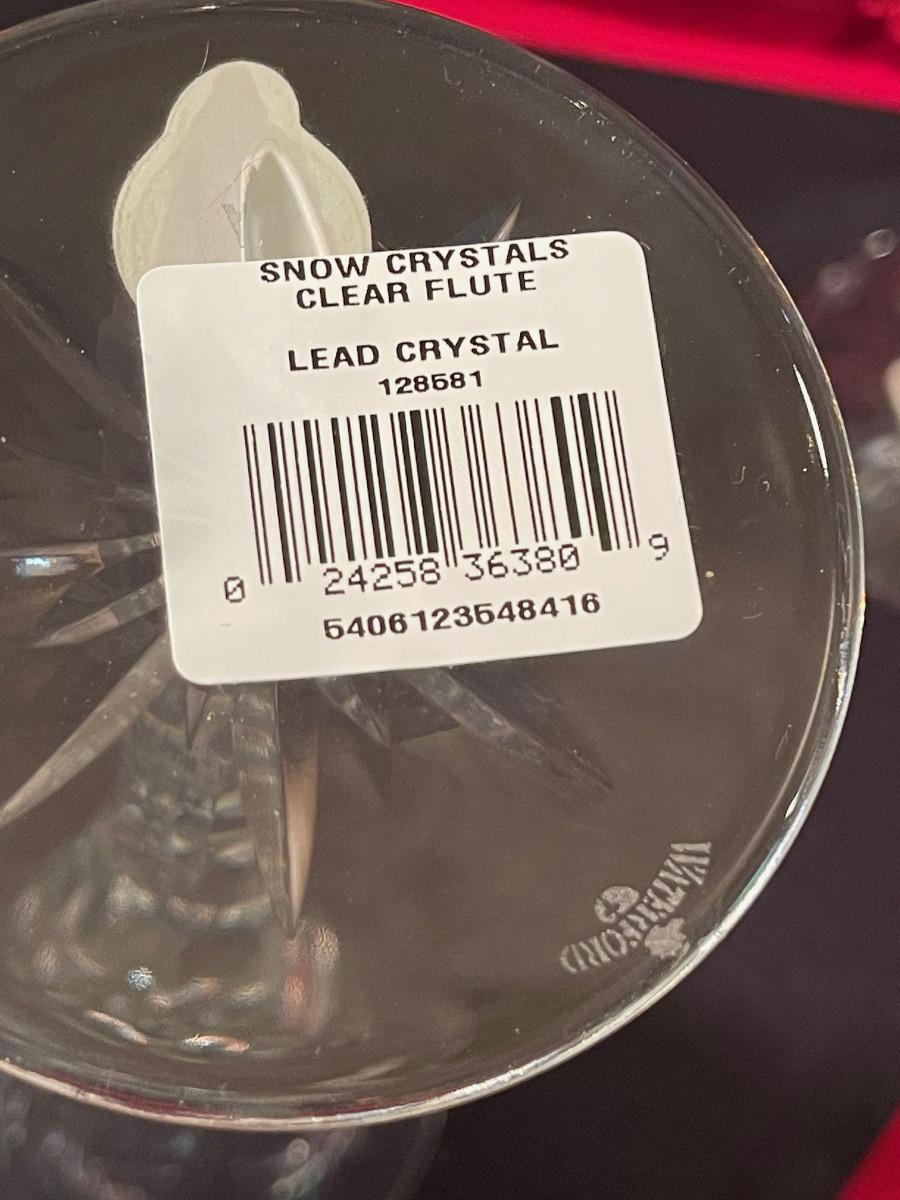 SNOW CRYSTALS
CLEAR FLUTE
LEAD CRYSTAL
128581
0 24258 36380 9
5406123548416
WATERFORD